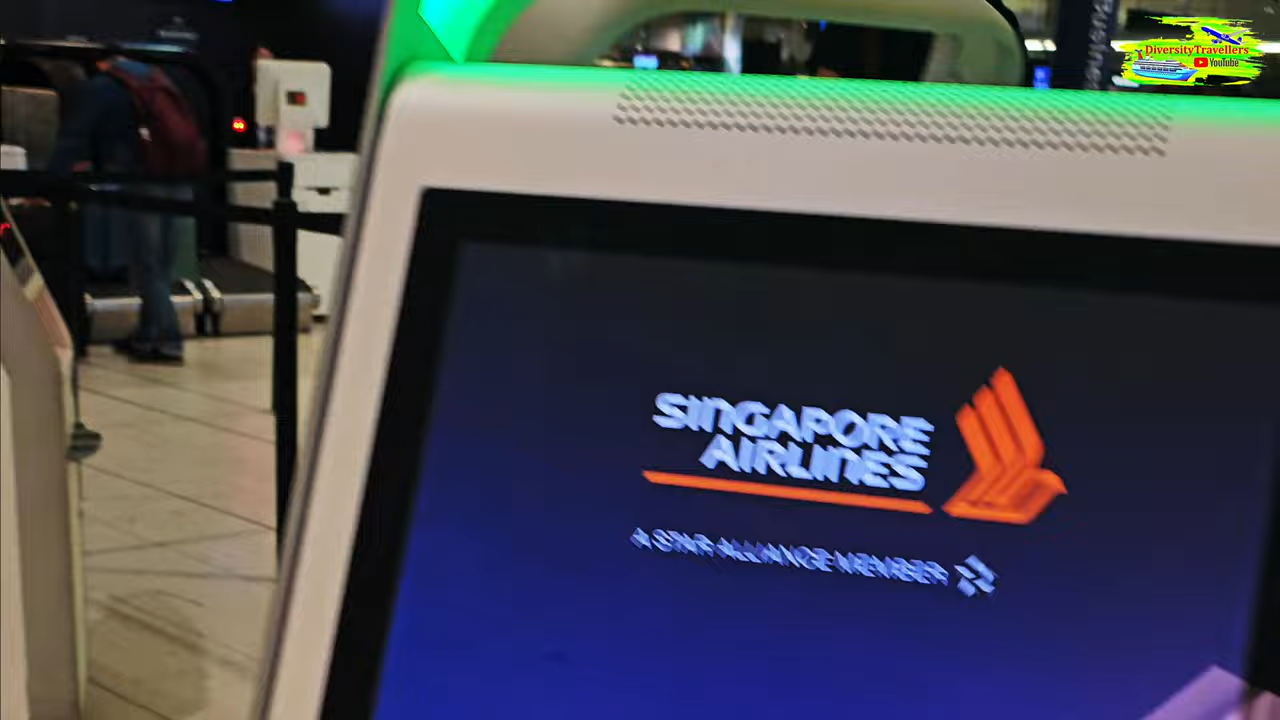 DiversityTravellers
YouTube
SINGAPORE
AIRLINES
A STAR ALLIANCE MEMBER